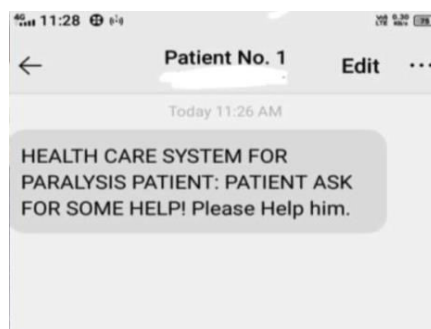 4G 11:28
Patient No. 1
Edit
Today 11:26 AM
HEALTH CARE SYSTEM FOR
PARALYSIS PATIENT: PATIENT ASK
FOR SOME HELP! Please Help him.